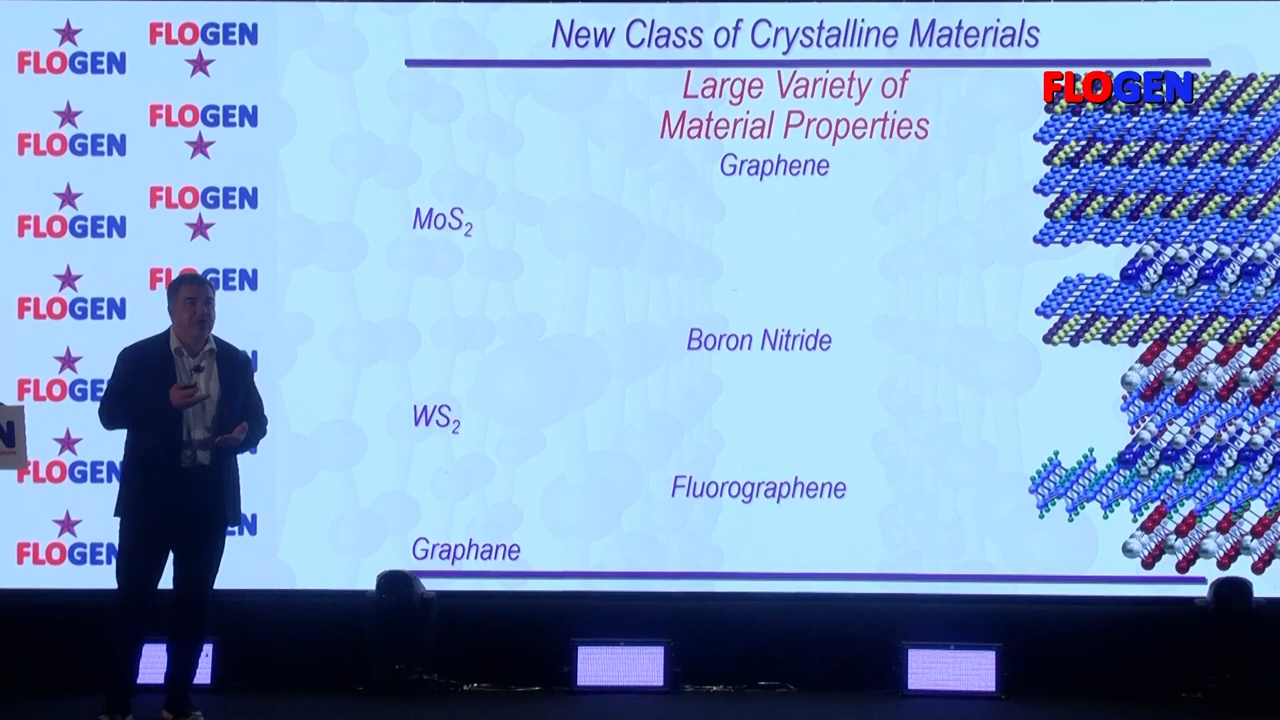 FLOGEN
FLOGEN
FLOGEN
FLOGEN
FLOGEN
FLOGEN
FLOGEN
FLOGEN
FLOGEN
FLOGEN
FLOGEN
FLOGEN
New Class of Crystalline Materials
Large Variety of
Material Properties
FLOGEN
Graphene
MoS₂
Boron Nitride
WS₂
Fluorographene
Graphane